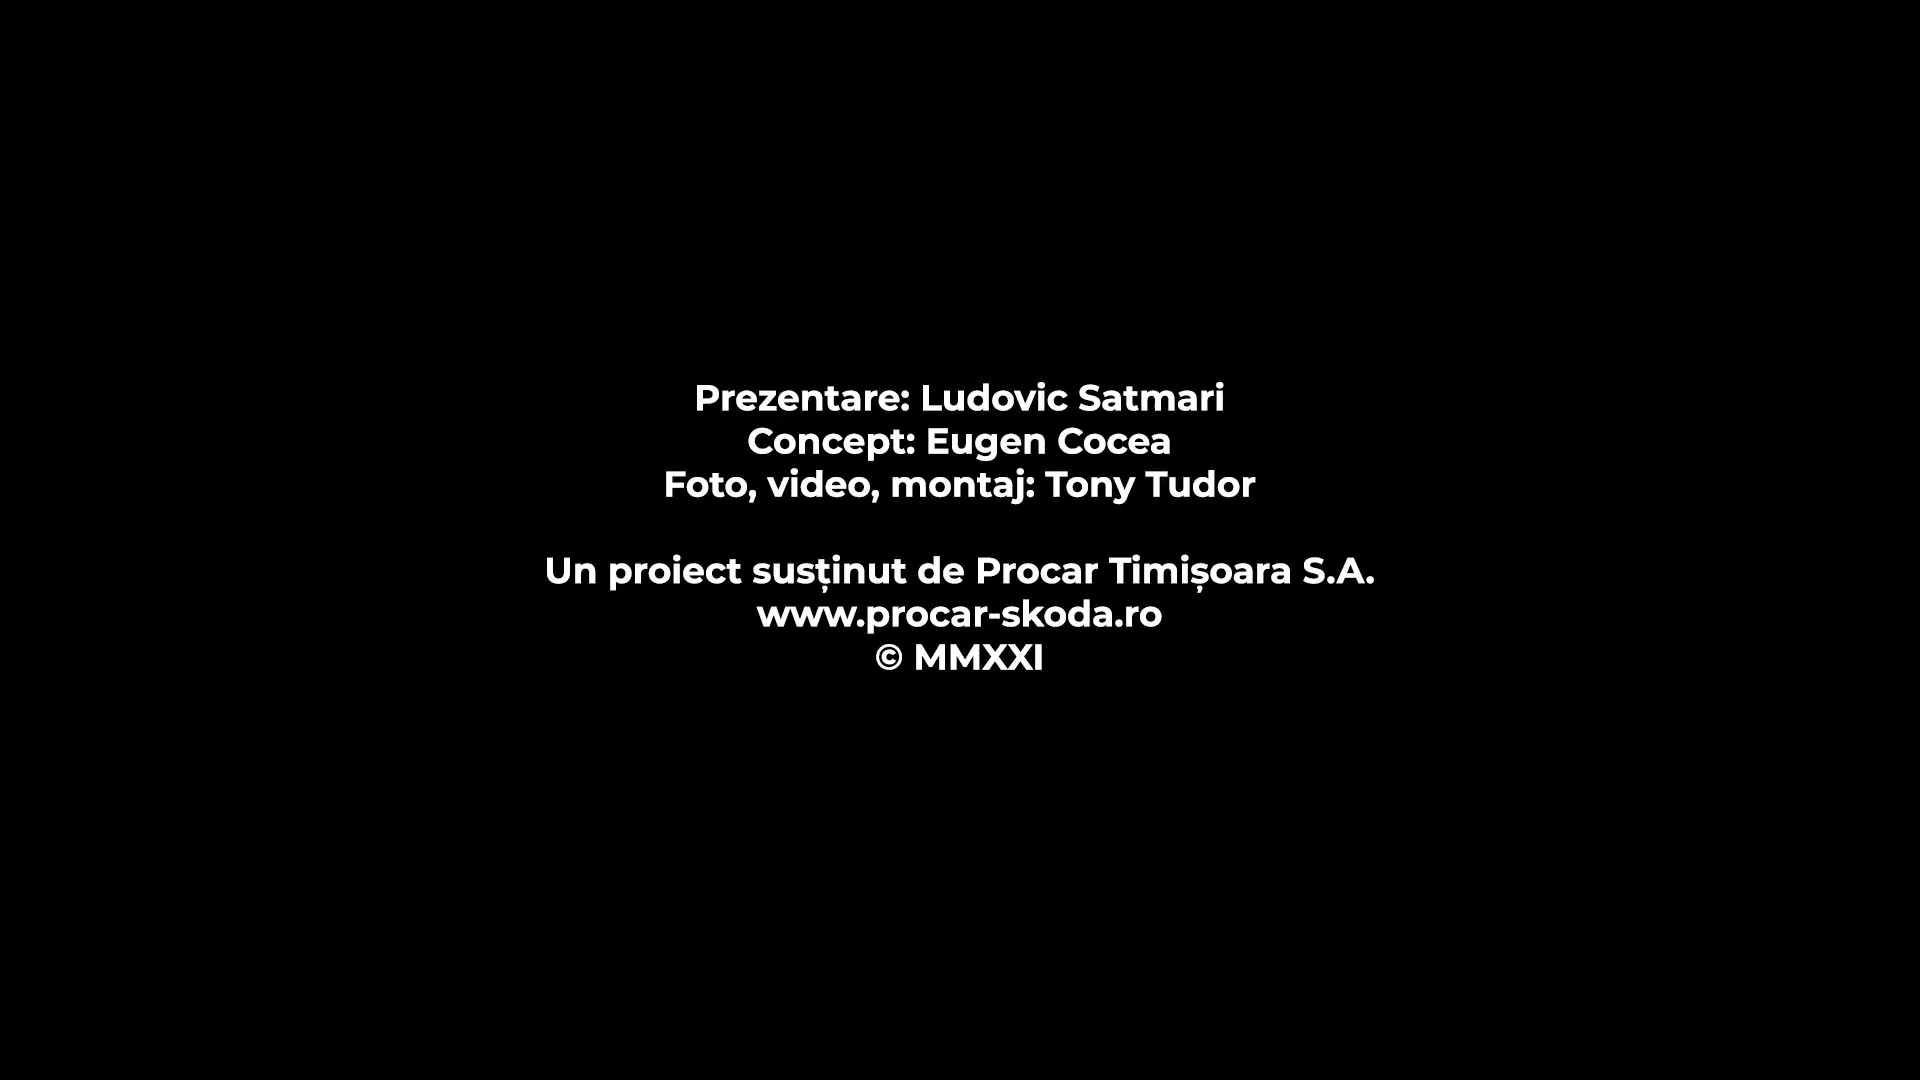 Prezentare: Ludovic Satmari
Concept: Eugen Cocea
Foto, video, montaj: Tony Tudor
Un proiect susținut de Procar Timișoara S.A.
www.procar-skoda.ro
© MMXXI